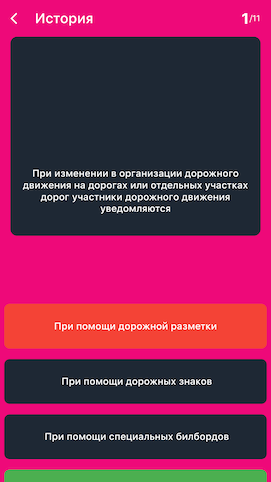 История
1/11
При изменении в организации дорожного
движения на дорогах или отдельных участках
дорог участники дорожного движения
уведомляются
При помощи дорожной разметки
При помощи дорожных знаков
При помощи специальных билбордов